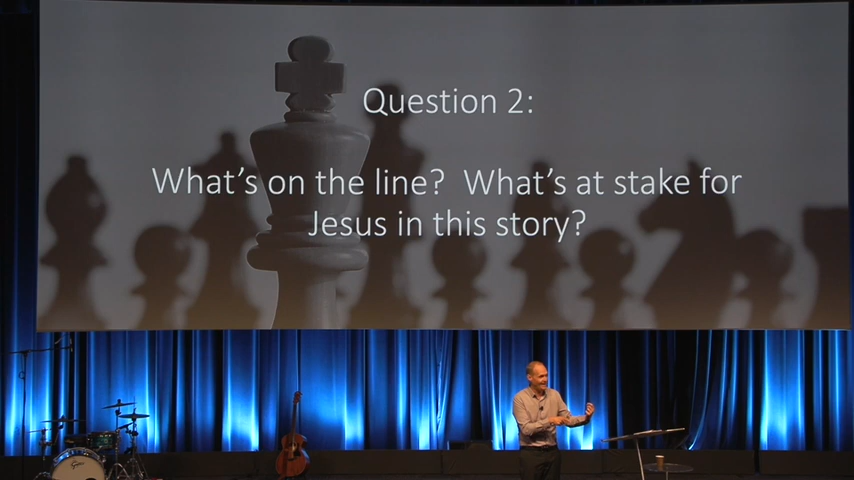 Question 2:
What's on the line?  What's at stake for
Jesus in this story?